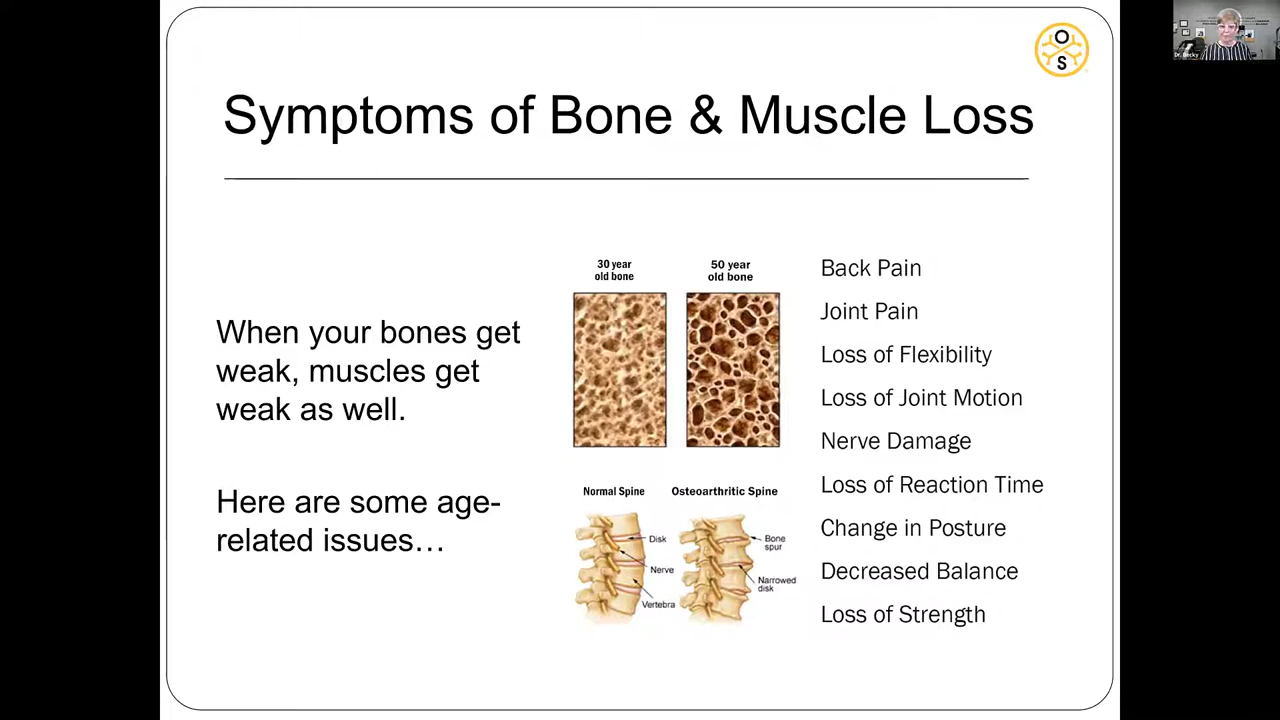 O
S
Symptoms of Bone & Muscle Loss
When your bones get
weak, muscles get
weak as well.
Here are some age-
related issues…
30 year
old bone
50 year
old bone
Normal Spine
Osteoarthritic Spine
Disk
Nerve
Vertebra
Bone
spur
Narrowed
disk
Back Pain
Joint Pain
Loss of Flexibility
Loss of Joint Motion
Nerve Damage
Loss of Reaction Time
Change in Posture
Decreased Balance
Loss of Strength
Dr. Becky